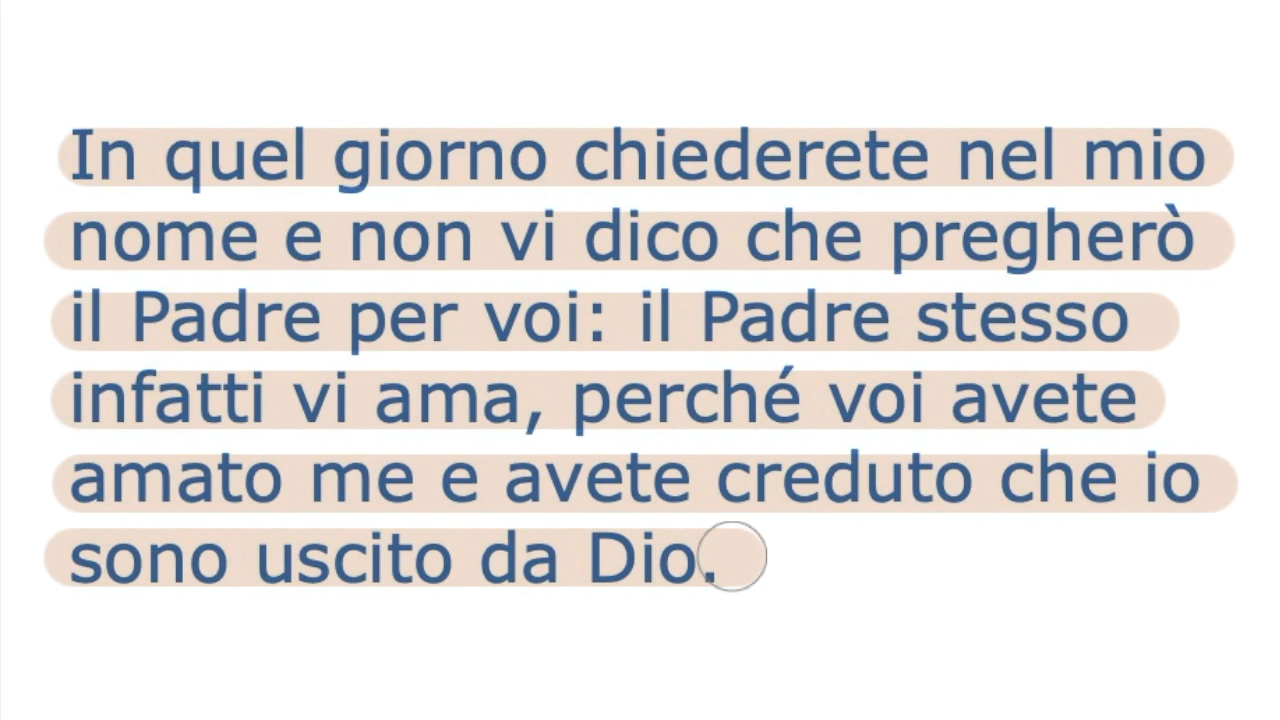 In quel giorno chiederete nel mio
nome e non vi dico che pregherò
il Padre per voi: il Padre stesso
infatti vi ama, perché voi avete
amato me e avete creduto che io
sono uscito da Dio.